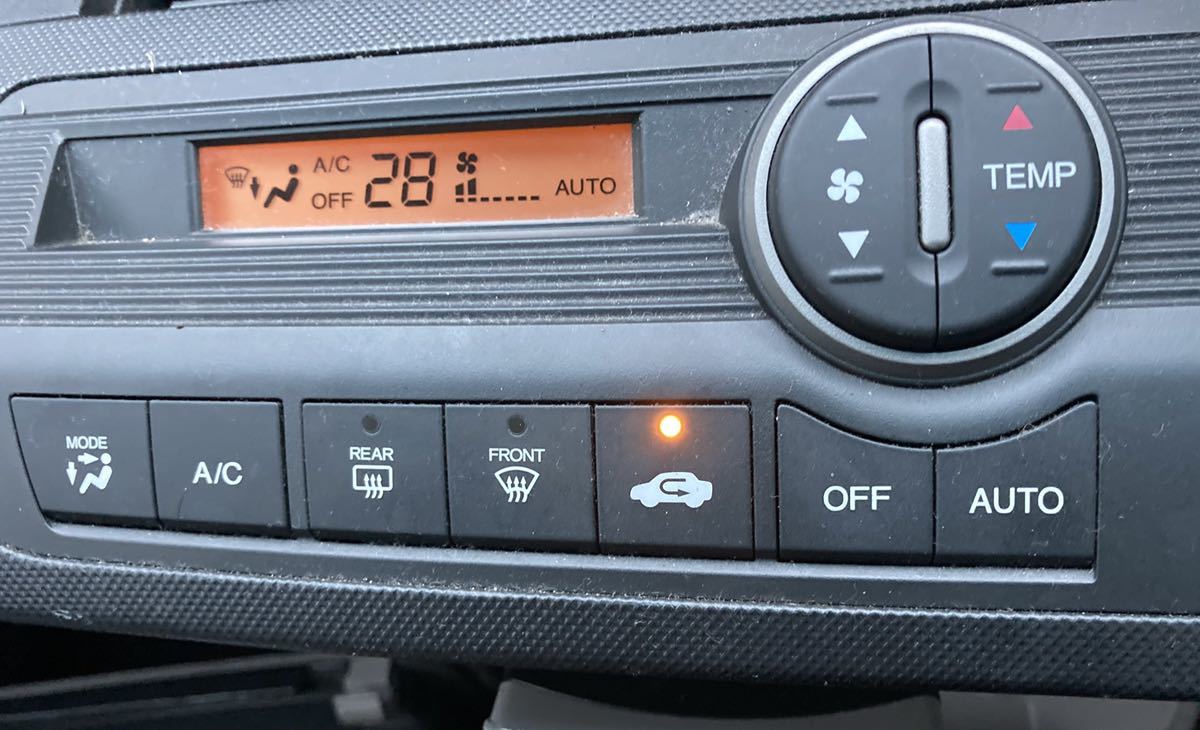 A/C
OFF 28 AUTO
TEMP
MODE
A/C
REAR
FRONT
OFF
AUTO